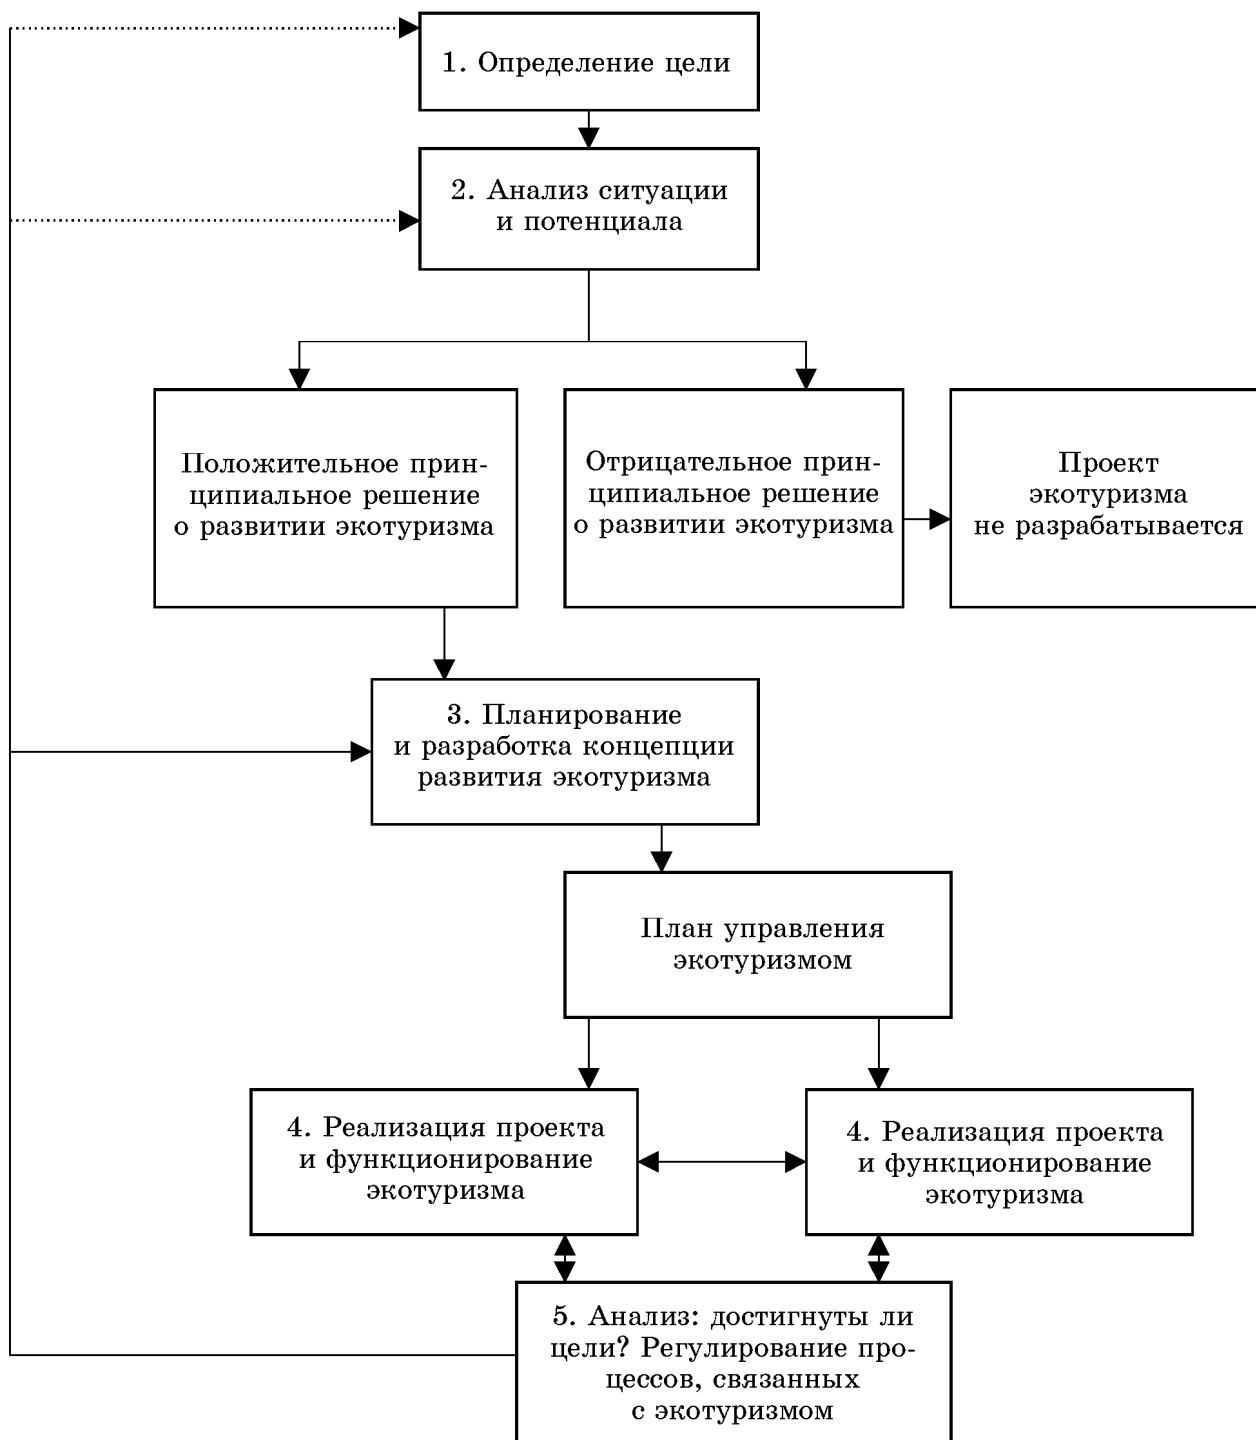 1. Определение цели
2. Анализ ситуации
и потенциала
Положительное прин-
ципиальное решение
о развитии экотуризма
Отрицательное прин-
ципиальное решение
о развитии экотуризма
Проект
экотуризма
не разрабатывается
3. Планирование
и разработка концепции
развития экотуризма
План управления
экотуризмом
4. Реализация проекта
и функционирование
экотуризма
4. Реализация проекта
и функционирование
экотуризма
5. Анализ: достигнуты ли
цели? Регулирование про-
цессов, связанных
с экотуризмом